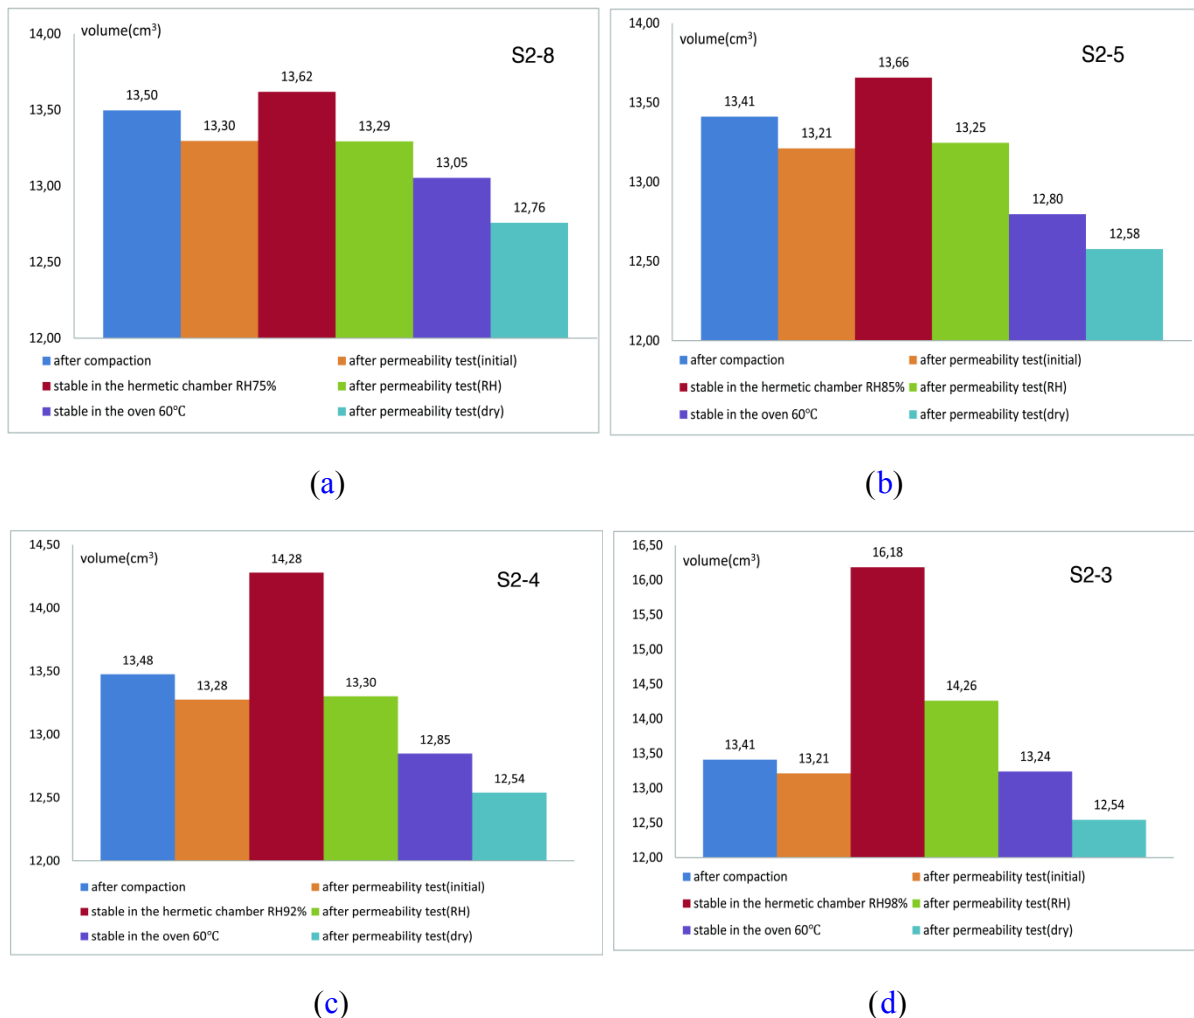 volume(cm³)
S2-8
14,00
13,50
13,00
12,50
12,00
13,50
13,30
13,62
13,29
13,05
12,76
after compaction
after permeability test(initial)
stable in the hermetic chamber RH75%
after permeability test(RH)
stable in the oven 60℃
after permeability test(dry)
(a)
volume(cm³)
S2-5
14,00
13,50
13,00
12,50
12,00
13,41
13,21
13,66
13,25
12,80
12,58
after compaction
after permeability test(initial)
stable in the hermetic chamber RH85%
after permeability test(RH)
stable in the oven 60℃
after permeability test(dry)
(b)
volume(cm³)
S2-4
14,50
14,00
13,50
13,00
12,50
12,00
13,48
13,28
14,28
13,30
12,85
12,54
after compaction
after permeability test(initial)
stable in the hermetic chamber RH92%
after permeability test(RH)
stable in the oven 60℃
after permeability test(dry)
(c)
volume(cm³)
S2-3
16,50
16,00
15,50
15,00
14,50
14,00
13,50
13,00
12,50
12,00
13,41
13,21
16,18
14,26
13,24
12,54
after compaction
after permeability test(initial)
stable in the hermetic chamber RH98%
after permeability test(RH)
stable in the oven 60℃
after permeability test(dry)
(d)